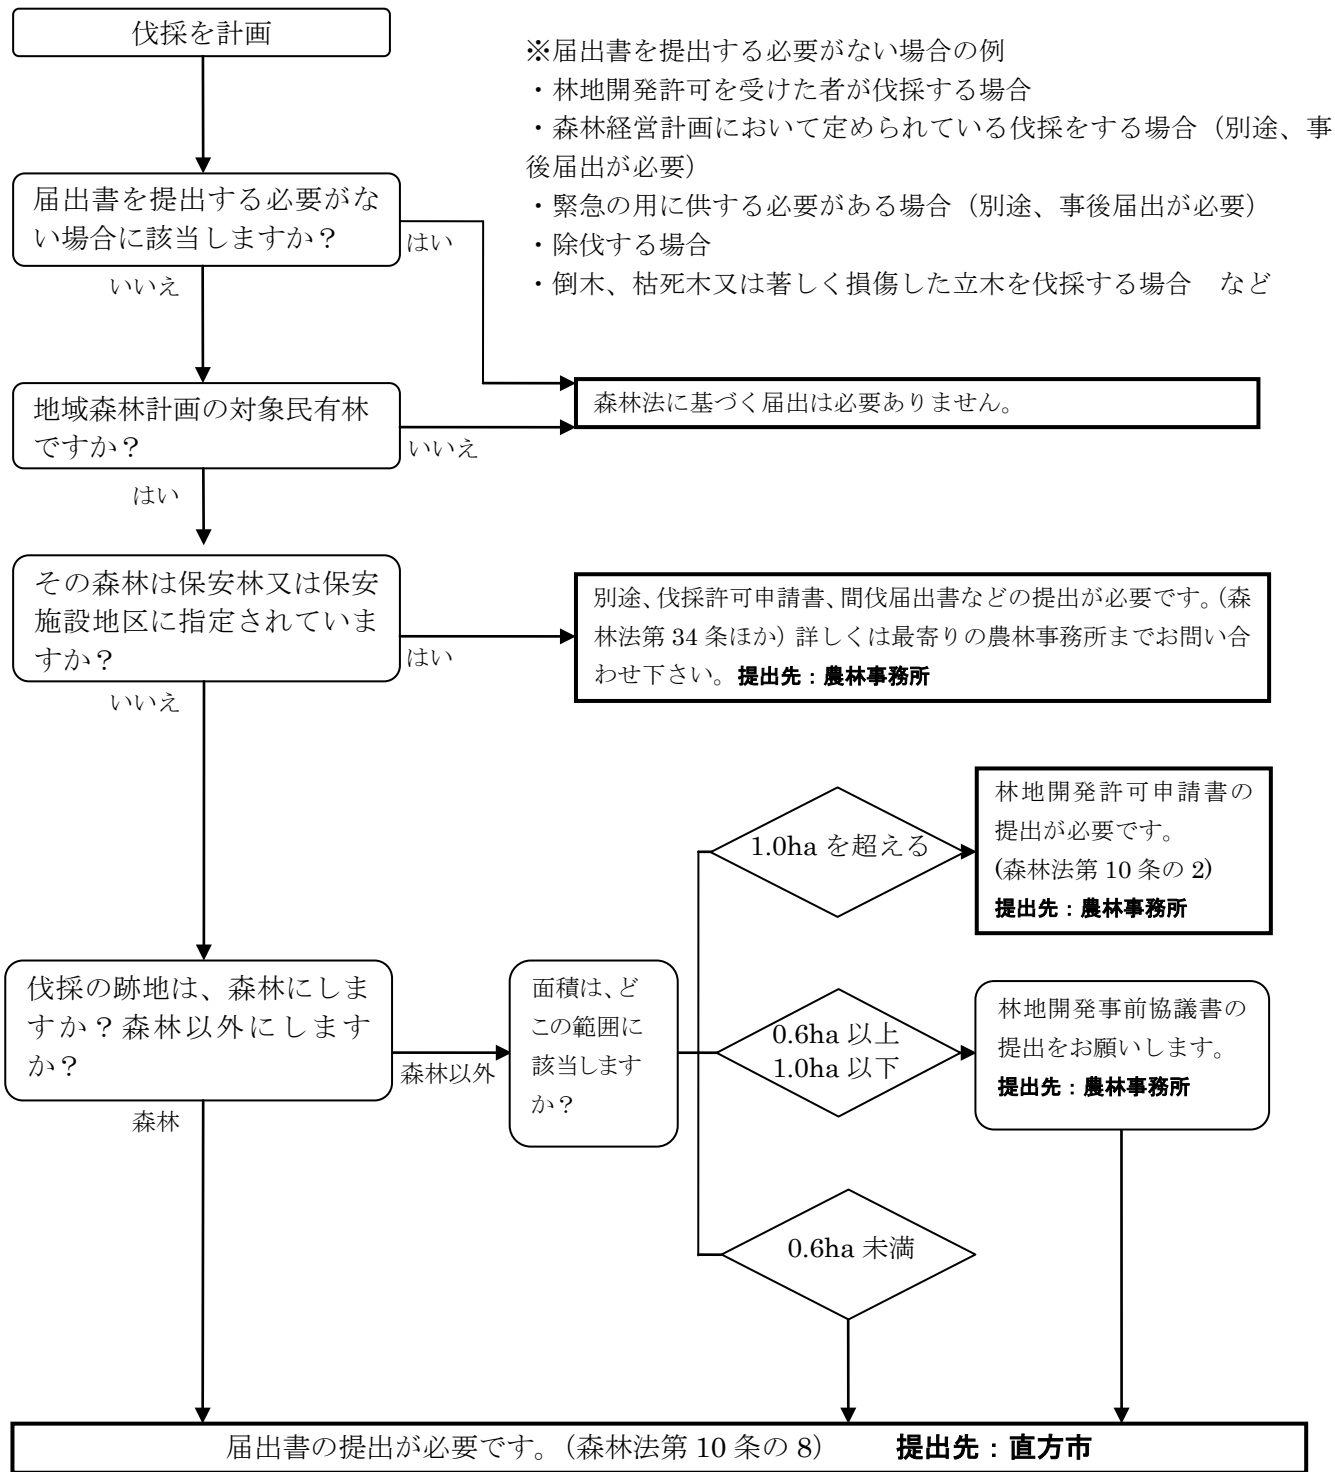 伐採を計画
※届出書を提出する必要がない場合の例
・林地開発許可を受けた者が伐採する場合
・森林経営計画において定められている伐採をする場合（別途、事
後届出が必要）
・緊急の用に供する必要がある場合（別途、事後届出が必要）
・除伐する場合
・倒木、枯死木又は著しく損傷した立木を伐採する場合　など
届出書を提出する必要がな
い場合に該当しますか？
はい
いいえ
地域森林計画の対象民有林
ですか？
いいえ
はい
森林法に基づく届出は必要ありません。
その森林は保安林又は保安
施設地区に指定されていま
すか？
はい
いいえ
別途、伐採許可申請書、間伐届出書などの提出が必要です。（森
林法第 34 条ほか）詳しくは最寄りの農林事務所までお問い合
わせ下さい。提出先：農林事務所
1.0ha を超える
林地開発許可申請書の
提出が必要です。
(森林法第 10 条の 2)
提出先：農林事務所
伐採の跡地は、森林にしま
すか？森林以外にします
か？
森林以外
森林
面積は、ど
この範囲に
該当します
か？
0.6ha 以上
1.0ha 以下
林地開発事前協議書の
提出をお願いします。
提出先：農林事務所
0.6ha 未満
届出書の提出が必要です。（森林法第 10 条の 8）　提出先：直方市